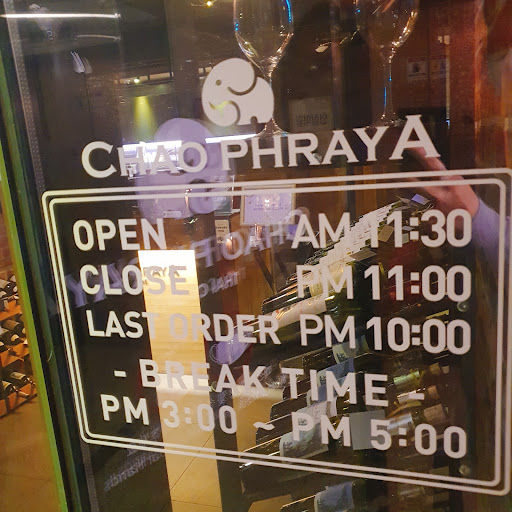 CHAO PHRAYA
OPEN AM 11:30
CLOSE PM 11:00
LAST ORDER PM 10:00
- BREAK TIME -
PM 3:00 ~ PM 5:00